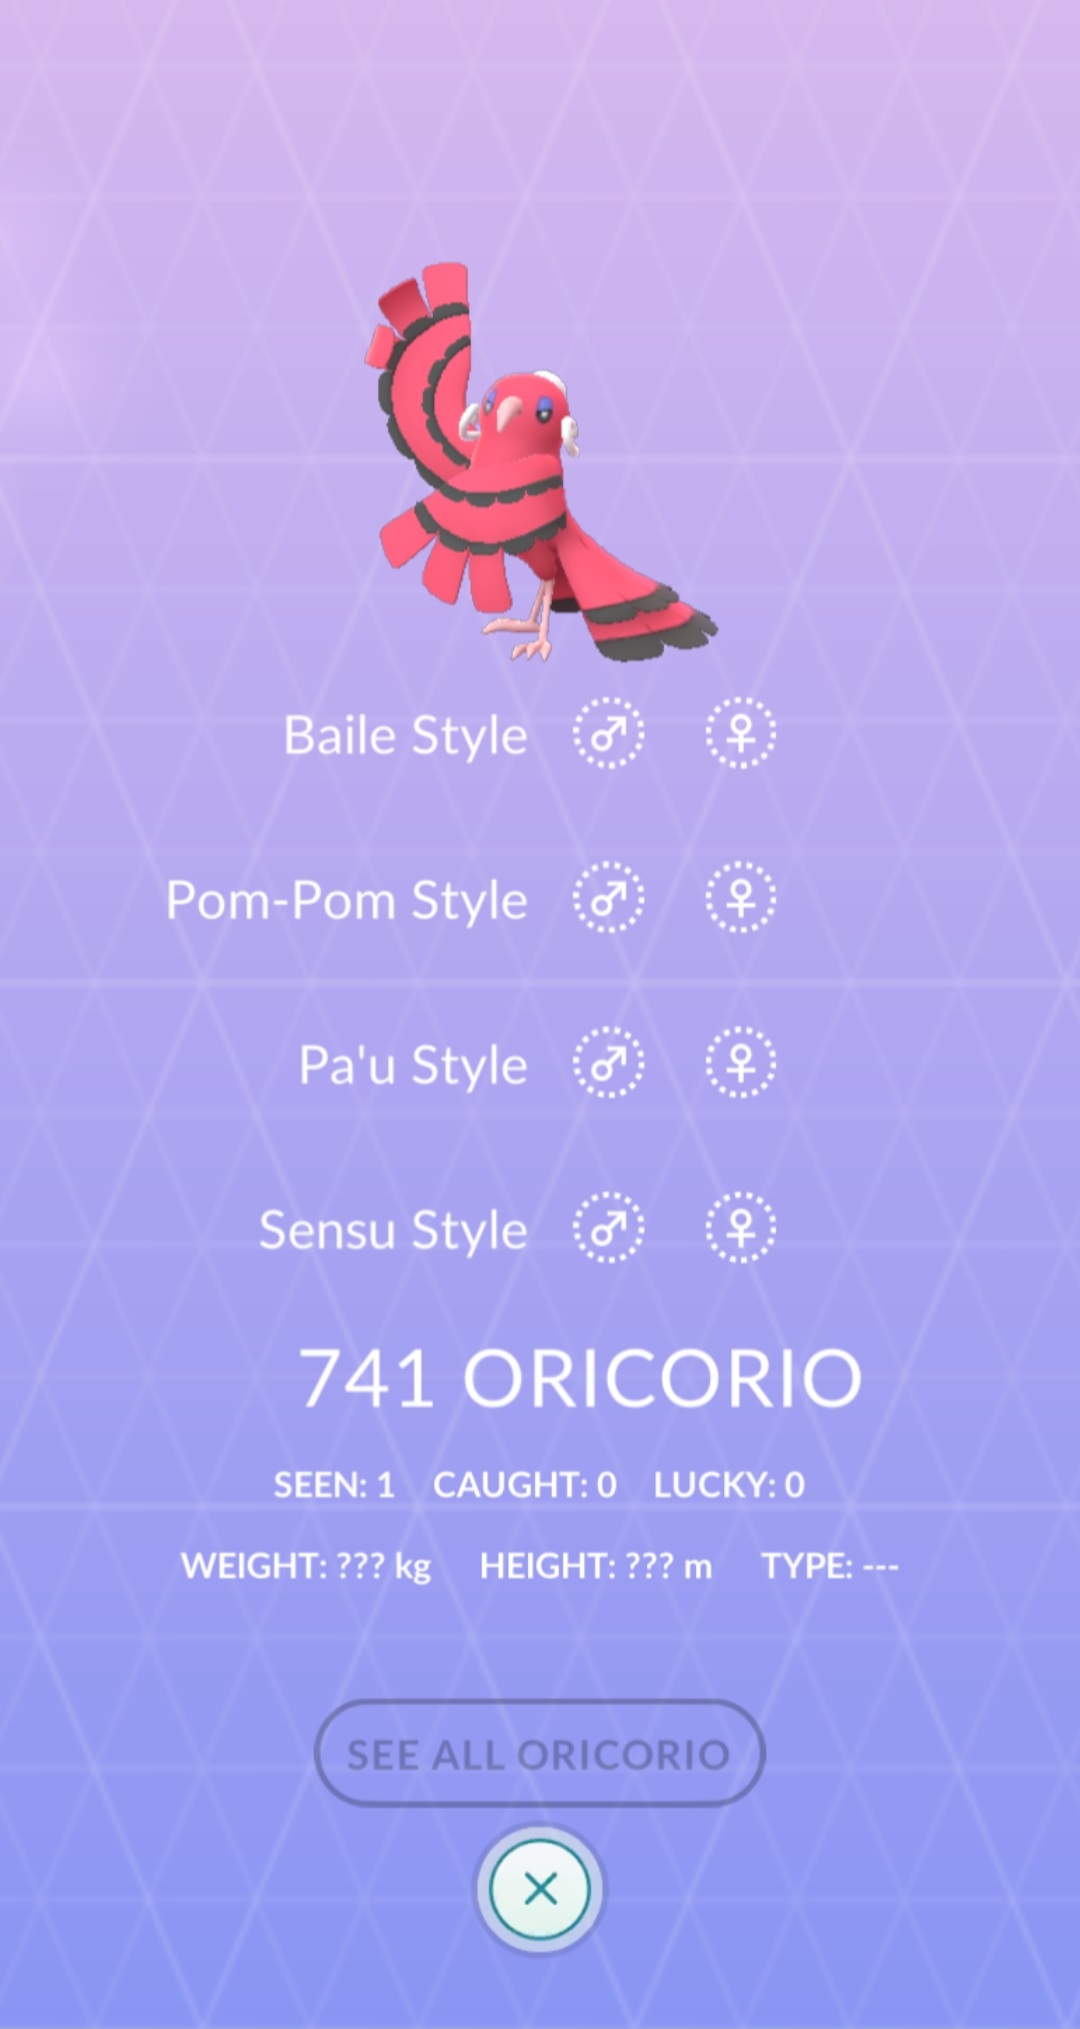 Baile Style ♂ ♀
Pom-Pom Style ♂ ♀
Pa'u Style ♂ ♀
Sensu Style ♂ ♀
741 ORICORIO
SEEN: 1 CAUGHT: 0 LUCKY: 0
WEIGHT: ??? kg HEIGHT: ??? m TYPE: ---
SEE ALL ORICORIO